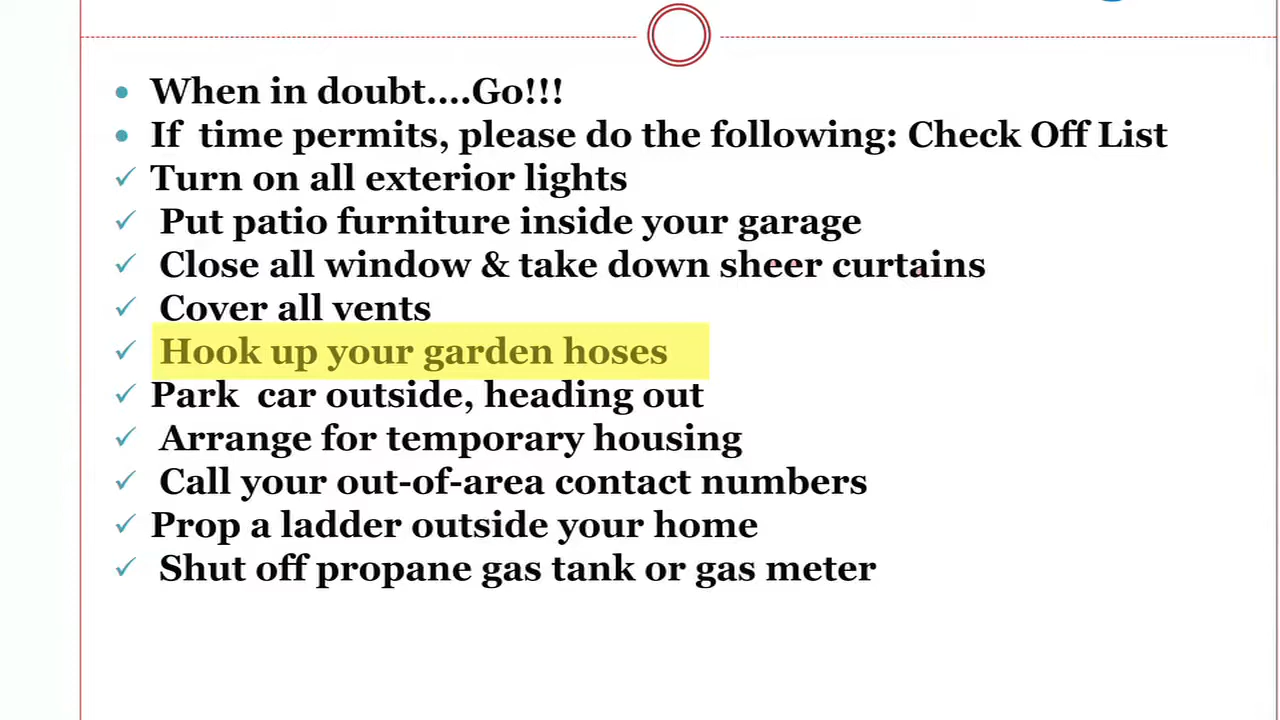 When in doubt....Go!!!
If time permits, please do the following: Check Off List
Turn on all exterior lights
Put patio furniture inside your garage
Close all window & take down sheer curtains
Cover all vents
Hook up your garden hoses
Park car outside, heading out
Arrange for temporary housing
Call your out-of-area contact numbers
Prop a ladder outside your home
Shut off propane gas tank or gas meter